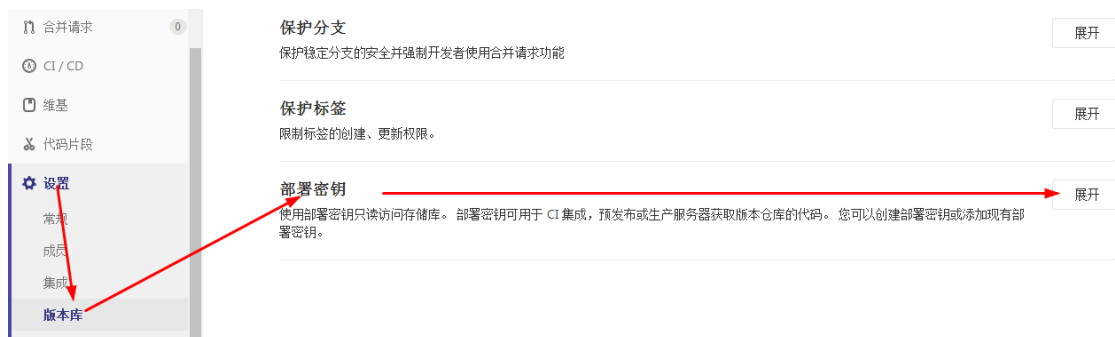 合并请求
0
CI / CD
维基
代码片段
设置
常规
成员
集成
版本库
保护分支
展开
保护稳定分支的安全并强制开发者使用合并请求功能
保护标签
展开
限制标签的创建、更新权限。
部署密钥
展开
使用部署密钥只读访问存储库。 部署密钥可用于 CI 集成，预发布或生产服务器获取版本仓库的代码。 您可以创建部署密钥或添加现有部
署密钥。